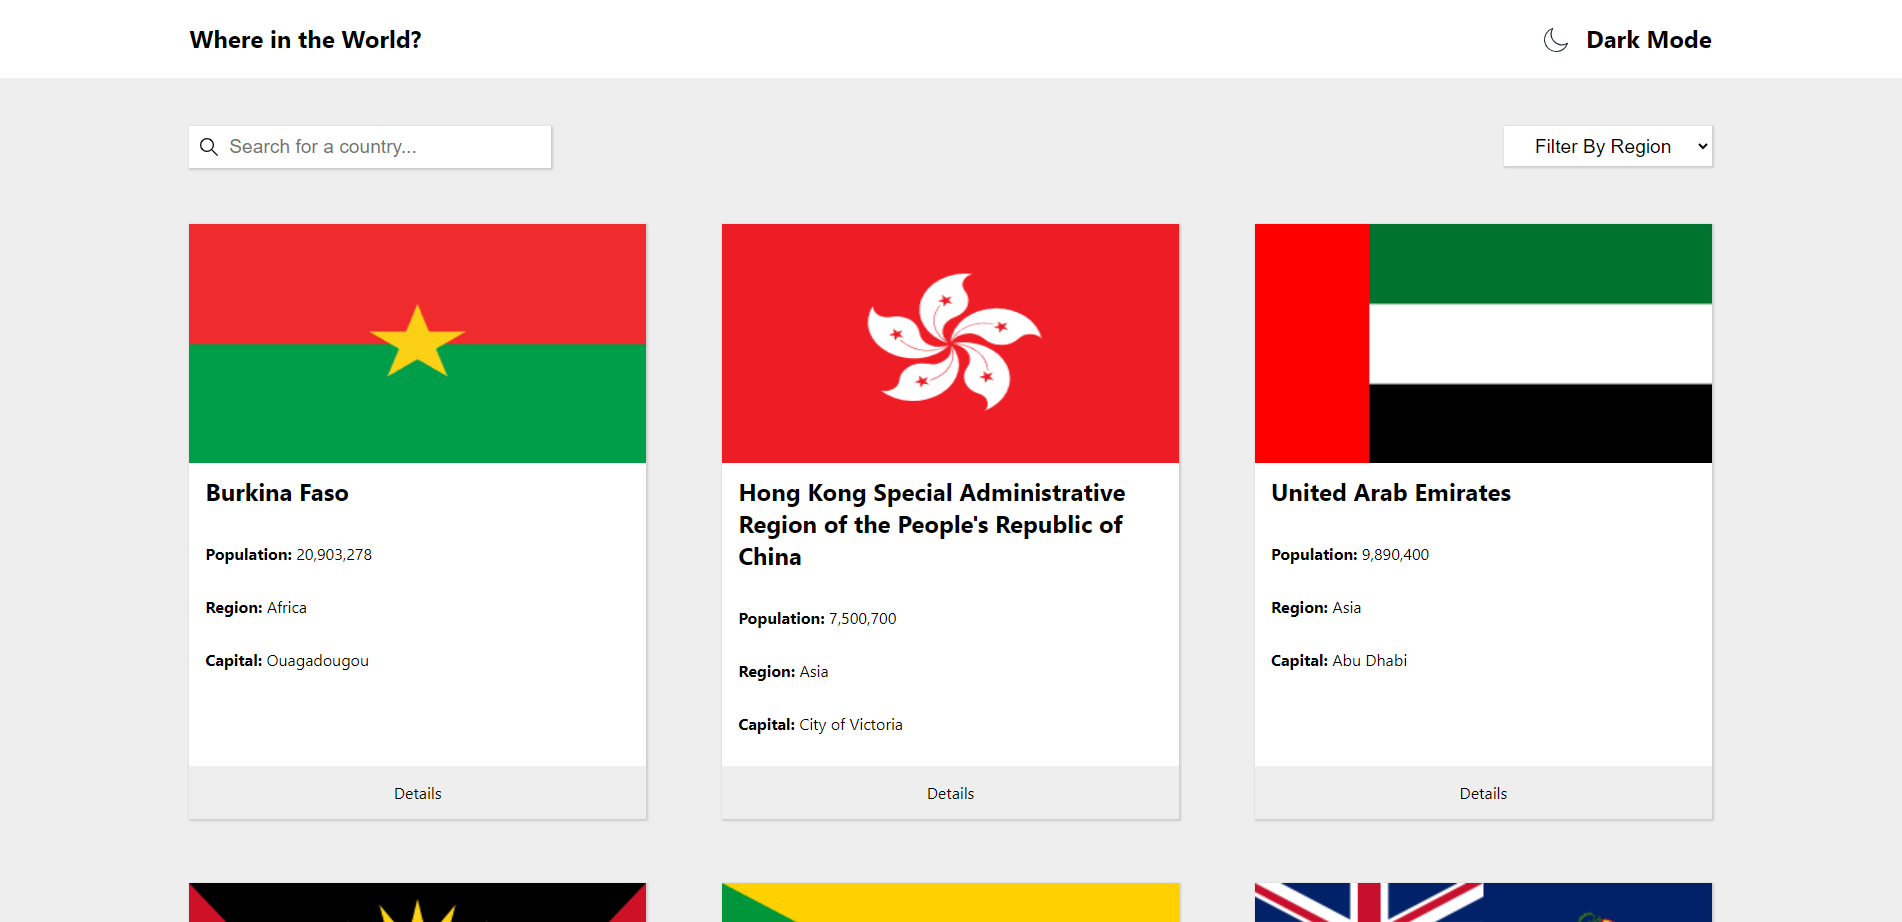 Where in the World?
Dark Mode
Search for a country...
Filter By Region
Burkina Faso
Population: 20,903,278
Region: Africa
Capital: Ouagadougou
Details
Hong Kong Special Administrative
Region of the People's Republic of
China
Population: 7,500,700
Region: Asia
Capital: City of Victoria
Details
United Arab Emirates
Population: 9,890,400
Region: Asia
Capital: Abu Dhabi
Details